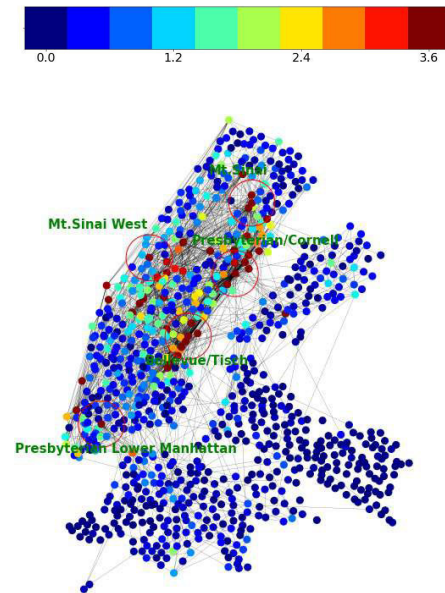 0.0 1.2 2.4 3.6
Mt.Sinai
Mt.Sinai West
Presbyterian/Cornell
Bellevue/Tisch
Presbyterian Lower Manhattan